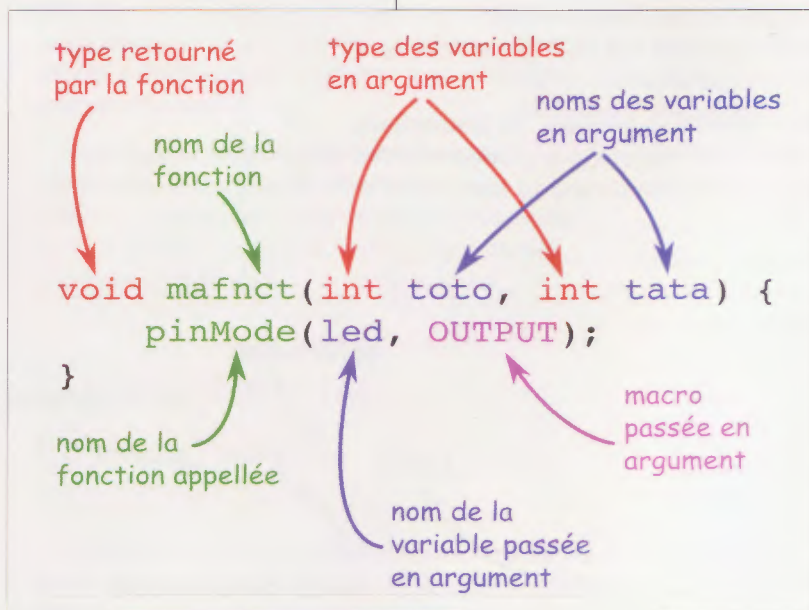 type retourné
par la fonction
type des variables
en argument
noms des variables
en argument
nom de la
fonction
void mafnct(int toto, int tata) {
pinMode(led, OUTPUT);
}
nom de la
fonction appellée
macro
passée en
argument
nom de la
variable passée
en argument